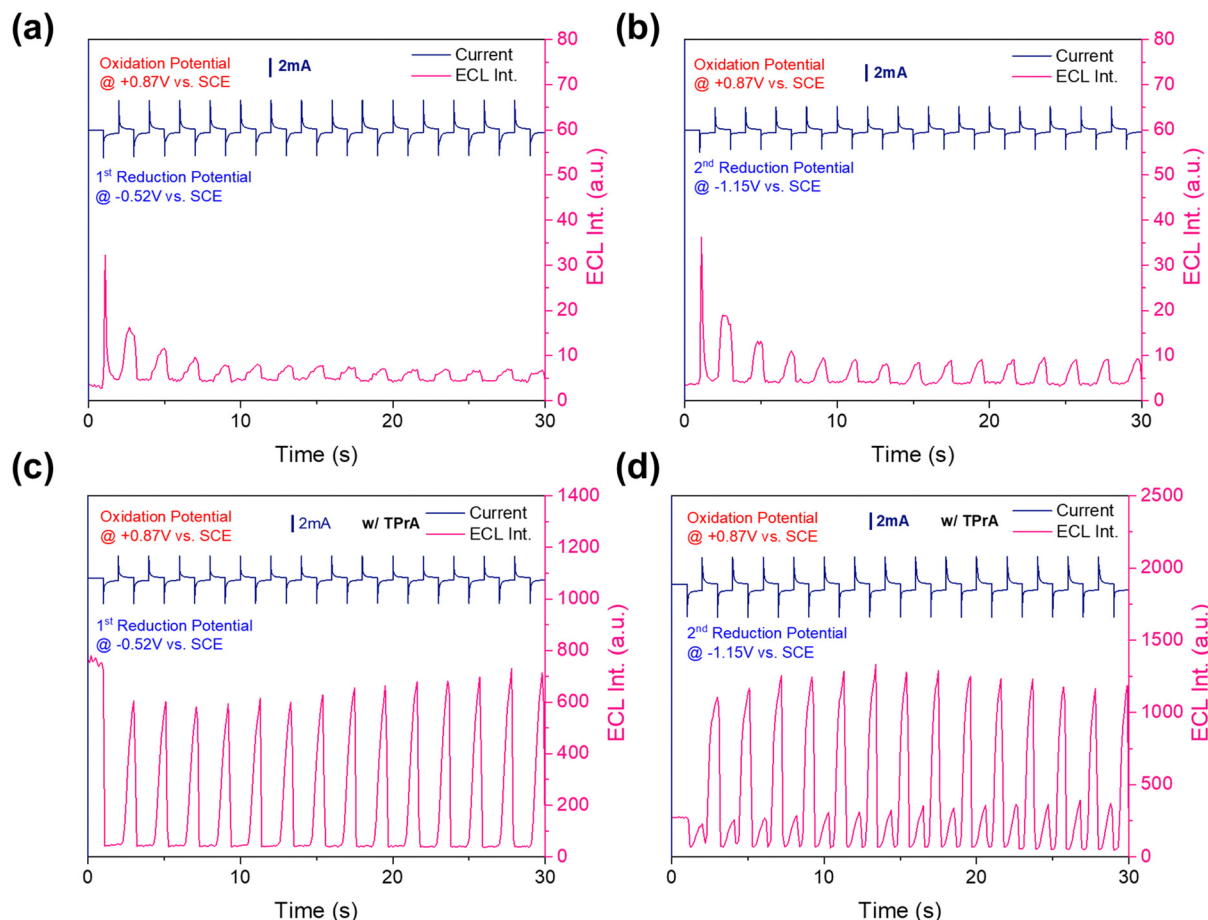 (a)
Oxidation Potential
@ +0.87V vs. SCE
2mA
Current
ECL Int.
1st Reduction Potential
@ -0.52V vs. SCE
80
70
60
50
40
30
20
10
0
ECL Int. (a.u.)
0 10 20 30
Time (s)
(b)
Oxidation Potential
@ +0.87V vs. SCE
2mA
Current
ECL Int.
2nd Reduction Potential
@ -1.15V vs. SCE
80
70
60
50
40
30
20
10
0
ECL Int. (a.u.)
0 10 20 30
Time (s)
(c)
Oxidation Potential
@ +0.87V vs. SCE
2mA
w/ TPrA
Current
ECL Int.
1st Reduction Potential
@ -0.52V vs. SCE
1400
1200
1000
800
600
400
200
0
ECL Int. (a.u.)
0 10 20 30
Time (s)
(d)
Oxidation Potential
@ +0.87V vs. SCE
2mA
w/ TPrA
Current
ECL Int.
2nd Reduction Potential
@ -1.15V vs. SCE
2500
2000
1500
1000
500
250
0
ECL Int. (a.u.)
0 10 20 30
Time (s)